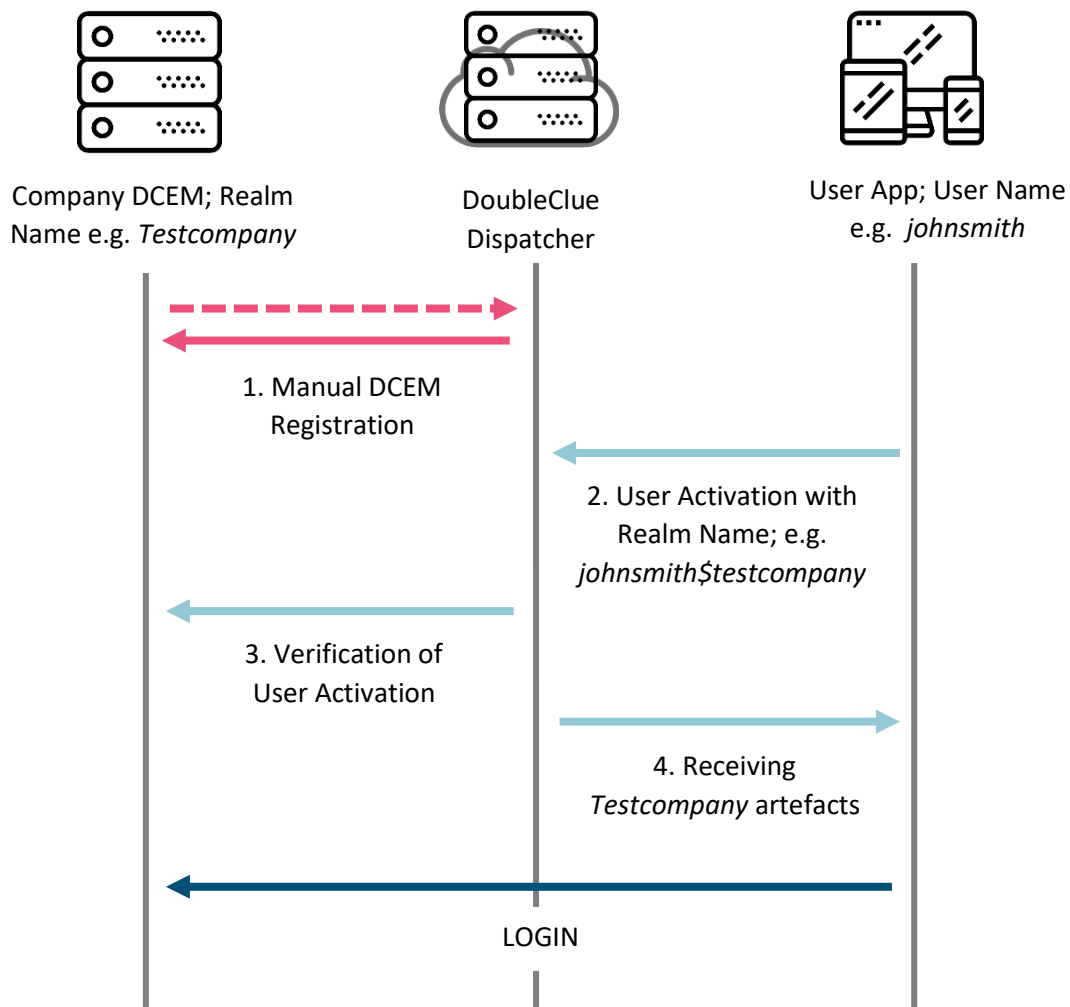 Company DCEM; Realm
Name e.g. Testcompany
DoubleClue
Dispatcher
User App; User Name
e.g. johnsmith
1. Manual DCEM
Registration
2. User Activation with
Realm Name; e.g.
johnsmith$testcompany
3. Verification of
User Activation
4. Receiving
Testcompany artefacts
LOGIN